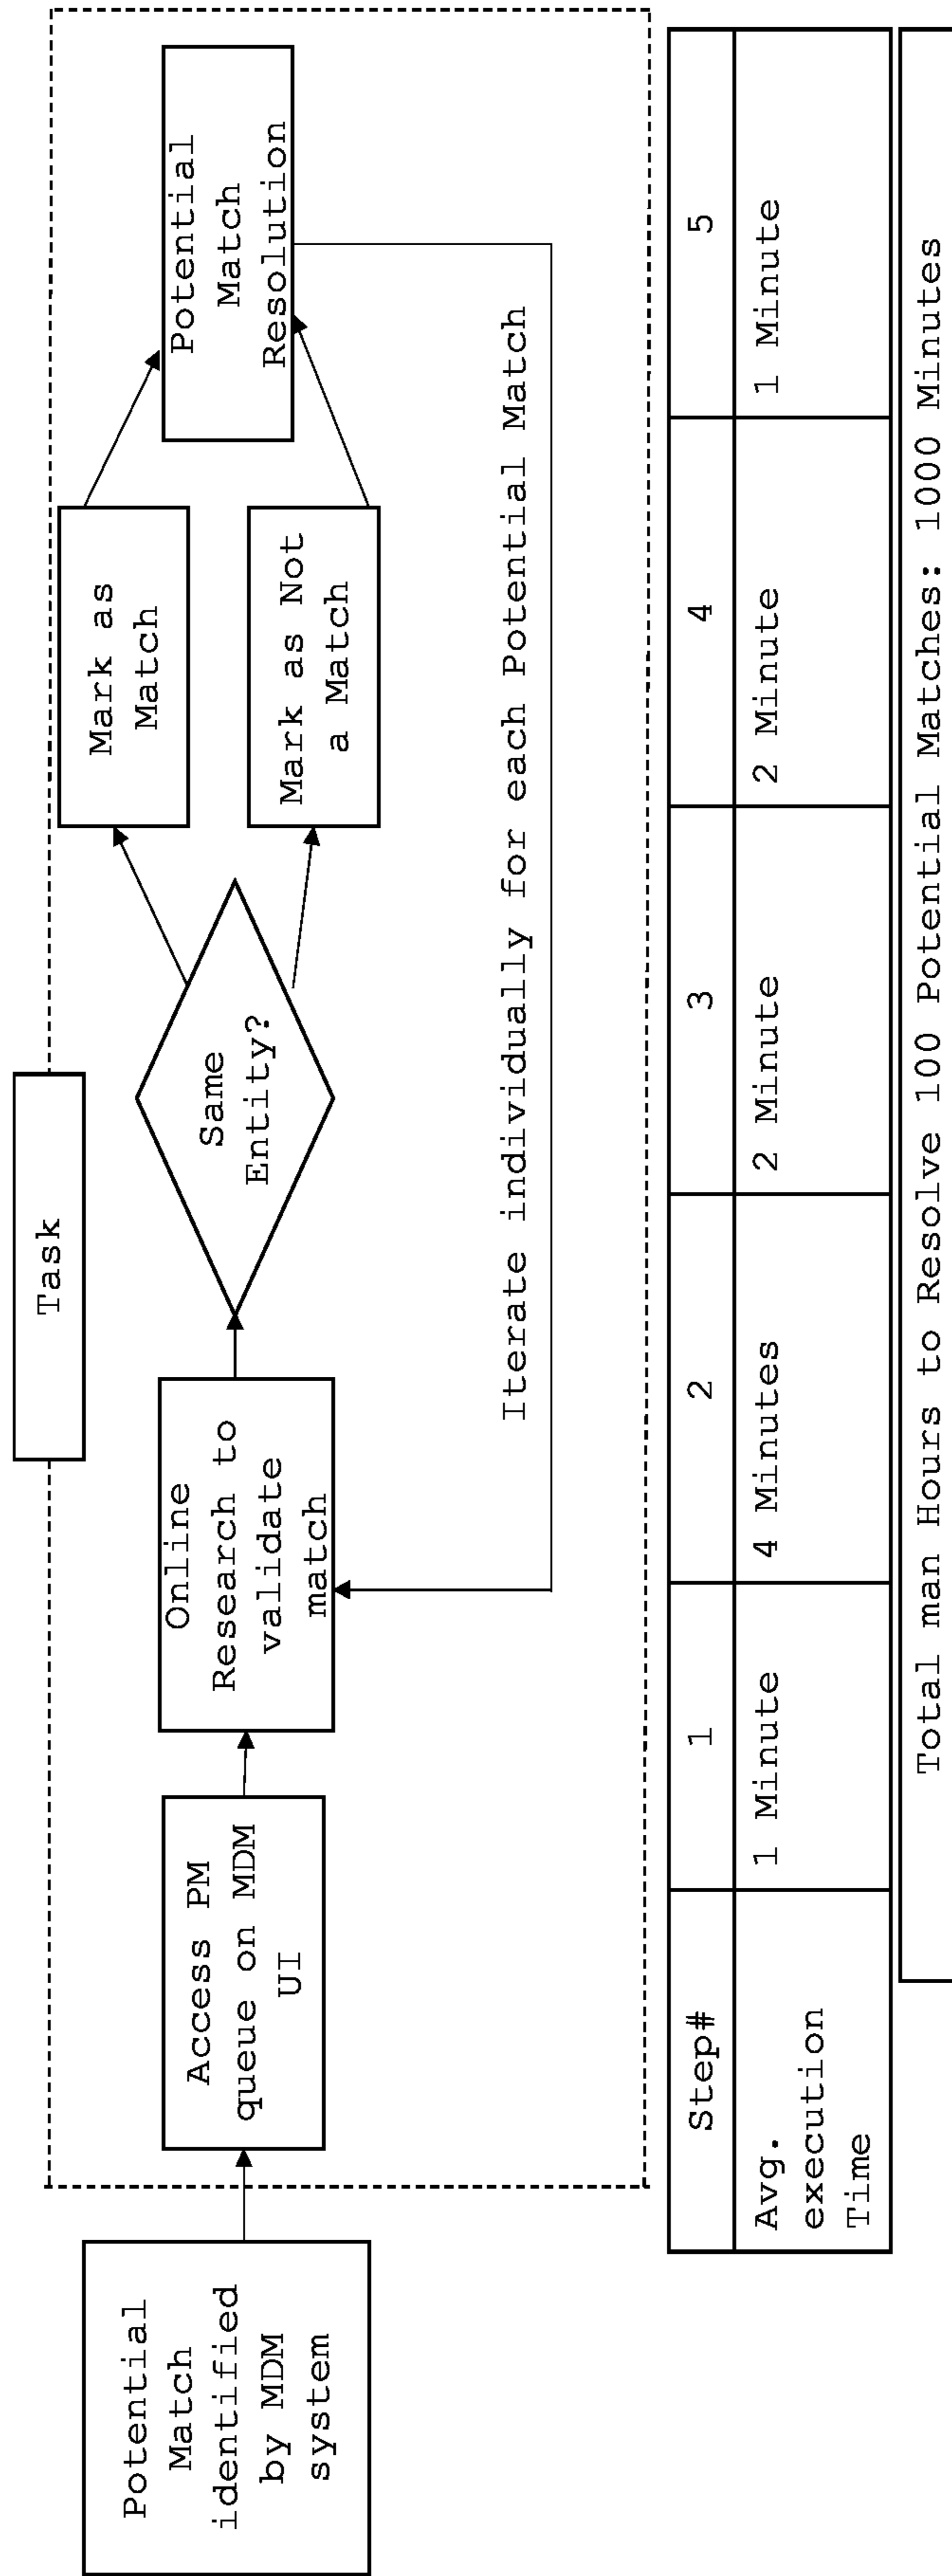 Task
Potential
Match
identified
by MDM
system
Access PM
queue on MDM
UI
Online
Research to
validate
match
Same
Entity?
Mark as
Match
Mark as Not
a Match
Potential
Match
Resolution
Iterate individually for each Potential Match
Step# 1 2 3 4 5
Avg.
execution
Time
1 Minute
4 Minutes
2 Minute
2 Minute
1 Minute
Total man Hours to Resolve 100 Potential Matches: 1000 Minutes